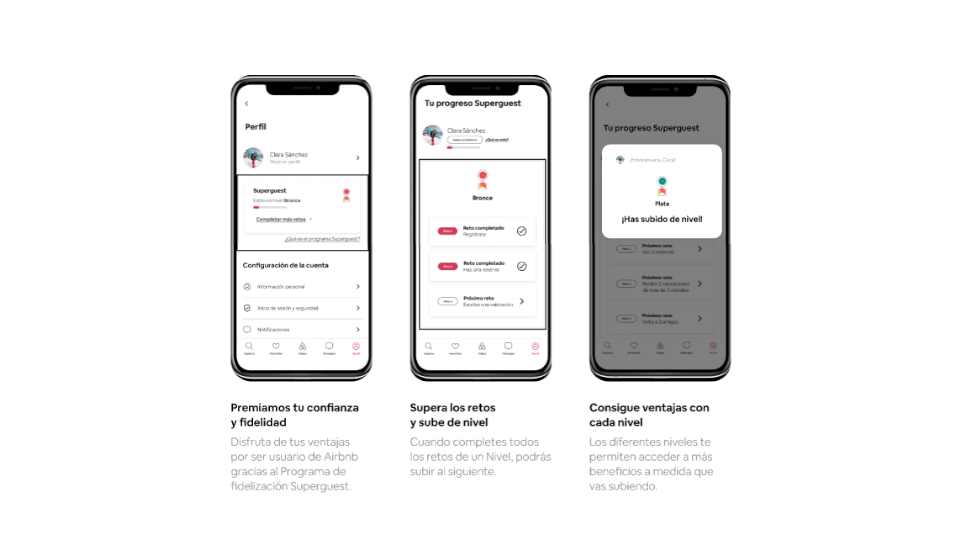 Perfil
Clara Sánchez
Mostrar perfil
Superguest
Estás en nivel Bronce
Completar más retos
¿Qué es el programa Superguest?
Configuración de la cuenta
Información personal
Inicio de sesión y seguridad
Notificaciones
Explora
Favoritos
Viajes
Mensajes
Perfil
Tu progreso Superguest
Clara Sánchez
¿Qué es esto?
Bronce
Reto completado
Regístrate
Reto completado
Haz una reserva
Próximo reto
Escribe una valoración
Explora
Favoritos
Viajes
Mensajes
Perfil
Tu progreso Superguest
¡Enhorabuena, Clara!
Plata
¡Has subido de nivel!
Próximo reto
Haz 3 reservas
Próximo reto
Recibe 2 valoraciones
de más de 3 estrellas
Próximo reto
Invita a 3 amigos
Explora
Favoritos
Viajes
Mensajes
Perfil
Premiamos tu confianza
y fidelidad
Disfruta de tus ventajas
por ser usuario de Airbnb
gracias al Programa de
fidelización Superguest.
Supera los retos
y sube de nivel
Cuando completes todos
los retos de un Nivel, podrás
subir al siguiente.
Consigue ventajas con
cada nivel
Los diferentes niveles te
permiten acceder a más
beneficios a medida que
vas subiendo.